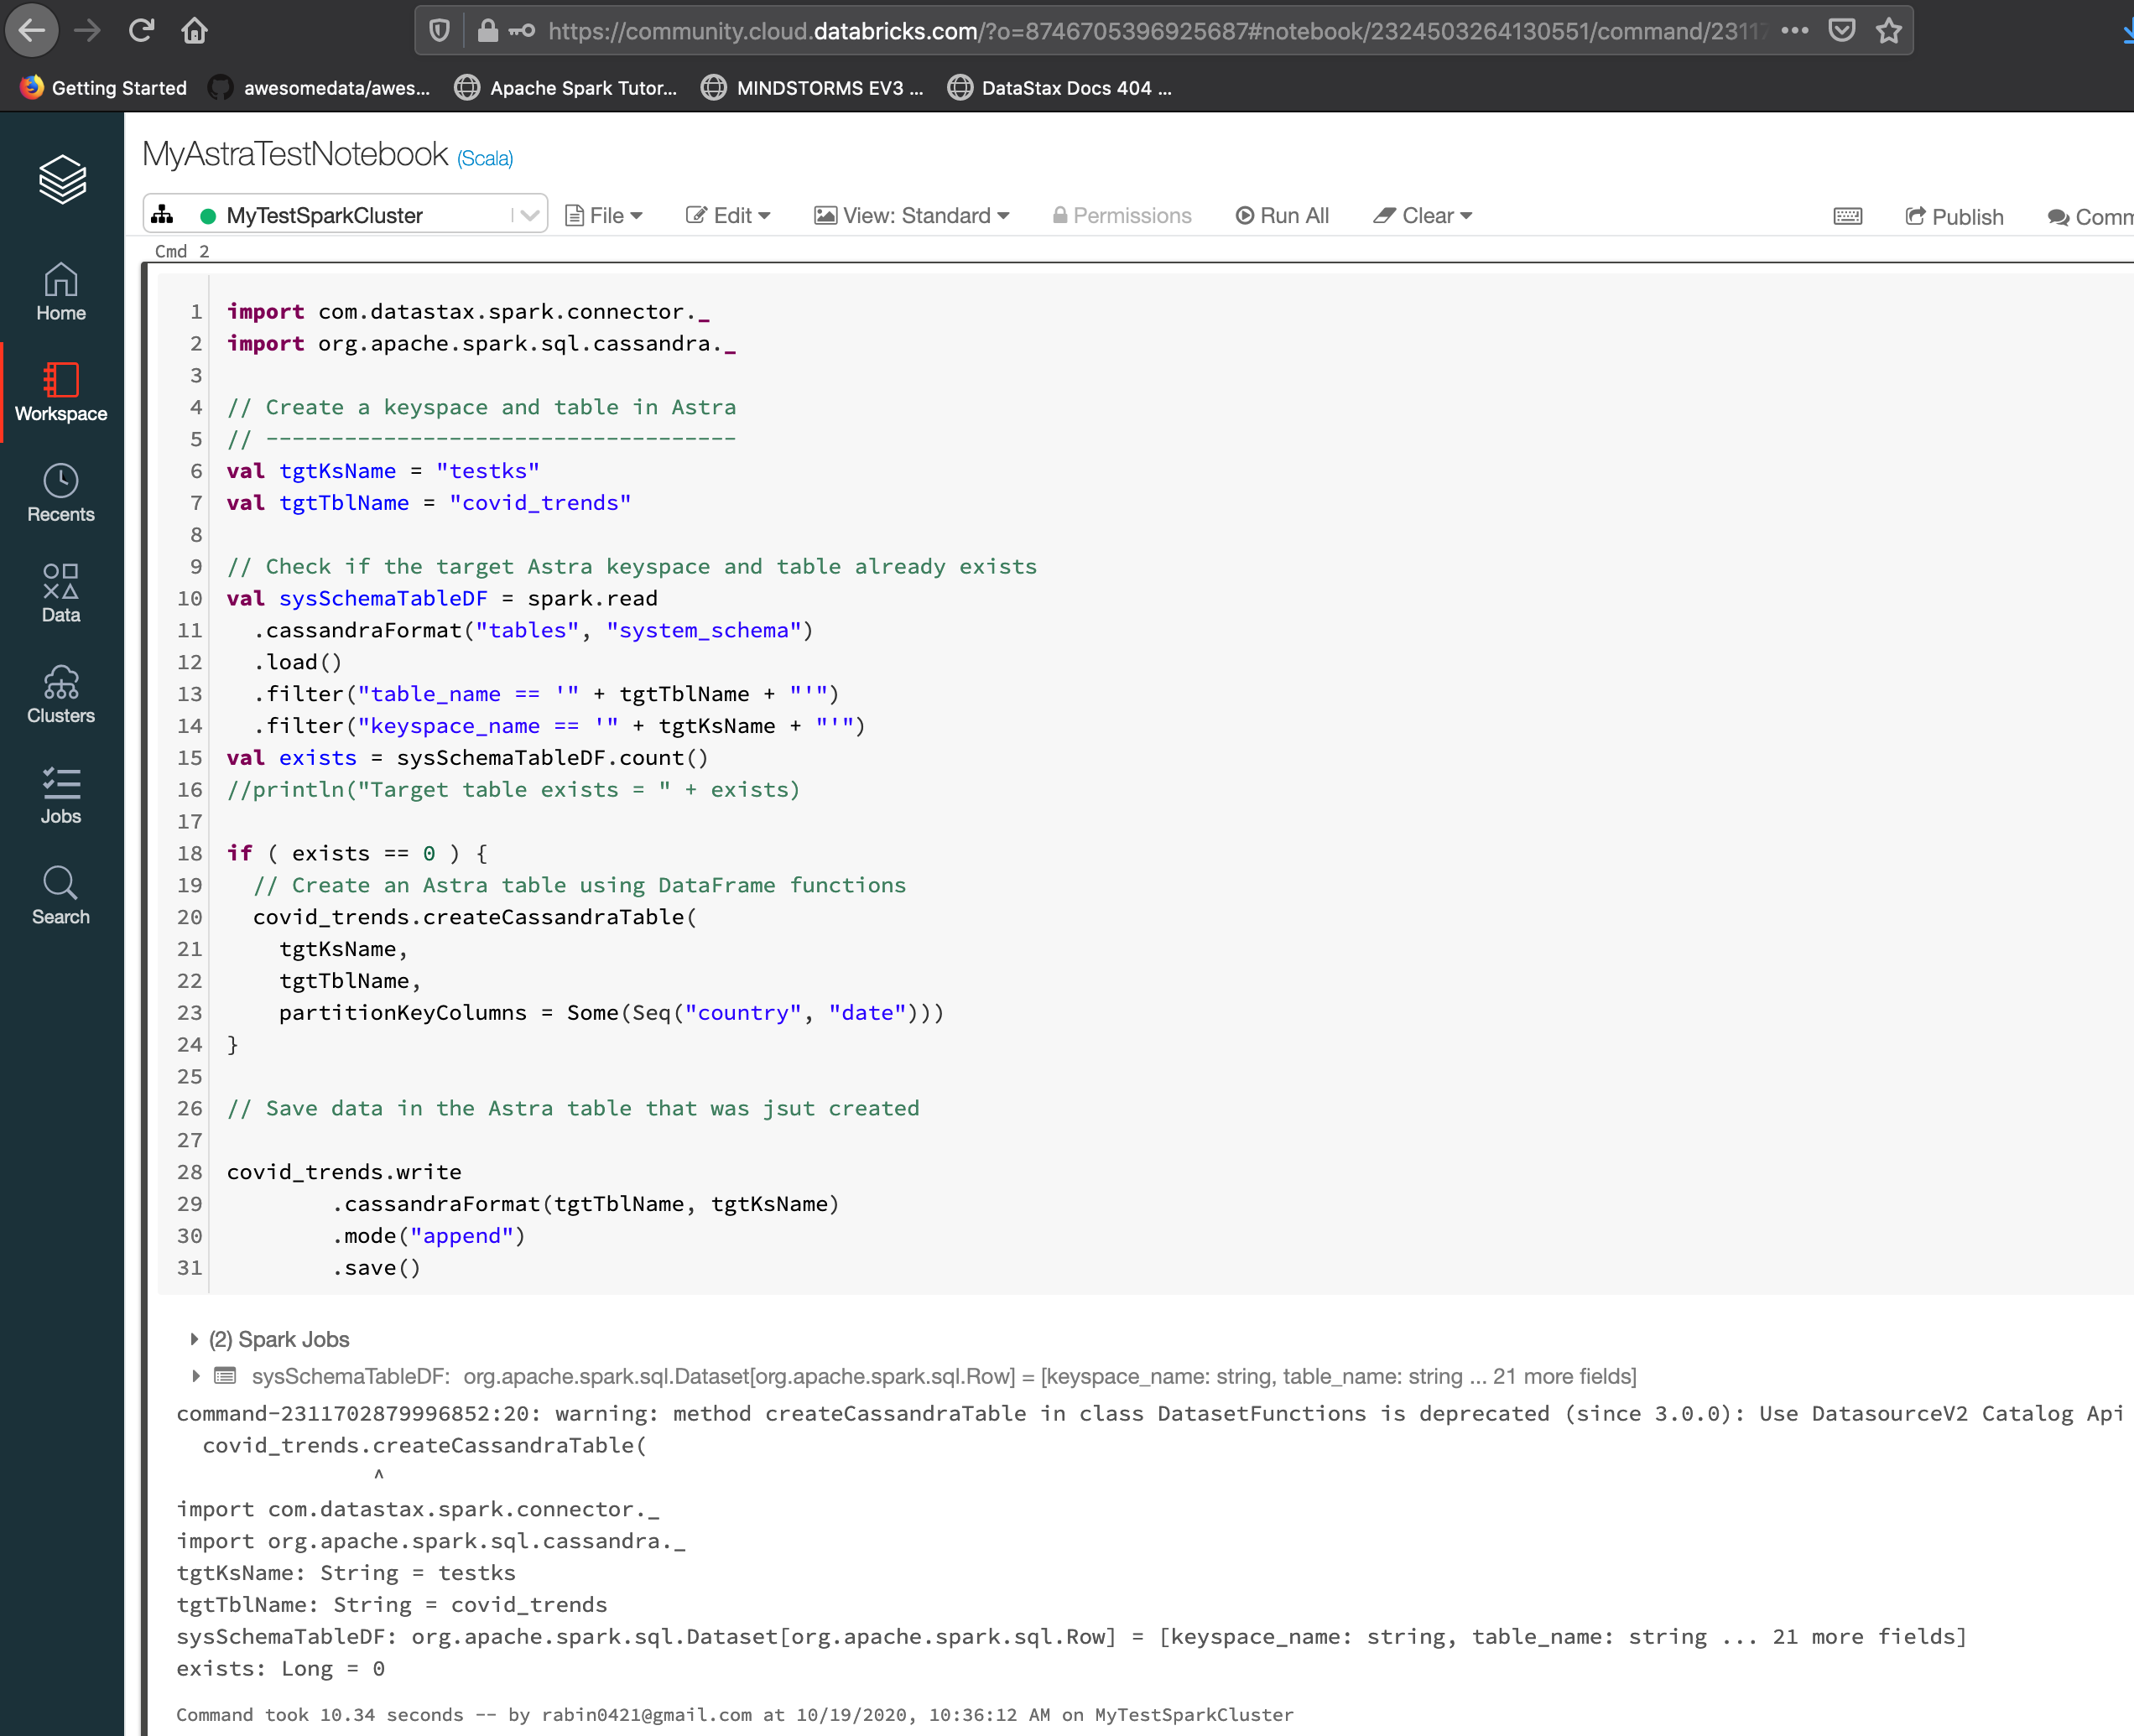 https://community.cloud.databricks.com/?o=8746705396925687#notebook/2324503264130551/command/2311
Getting Started awesomedata/awes... Apache Spark Tutor... MINDSTORMS EV3 ... DataStax Docs 404 ...
MyAstraTestNotebook (Scala)
MyTestSparkCluster File Edit View: Standard Permissions Run All Clear Publish Comm
Cmd 2
Home
Workspace
Recents
Data
Clusters
Jobs
Search
1 import com.datastax.spark.connector._
2 import org.apache.spark.sql.cassandra._
3
4 // Create a keyspace and table in Astra
5 // ------------------------------------
6 val tgtKsName = "testks"
7 val tgtTblName = "covid_trends"
8
9 // Check if the target Astra keyspace and table already exists
10 val sysSchemaTableDF = spark.read
11   .cassandraFormat("tables", "system_schema")
12   .load()
13   .filter("table_name == '" + tgtTblName + "'")
14   .filter("keyspace_name == '" + tgtKsName + "'")
15 val exists = sysSchemaTableDF.count()
16 //println("Target table exists = " + exists)
17
18 if ( exists == 0 ) {
19   // Create an Astra table using DataFrame functions
20   covid_trends.createCassandraTable(
21     tgtKsName,
22     tgtTblName,
23     partitionKeyColumns = Some(Seq("country", "date")))
24 }
25
26 // Save data in the Astra table that was jsut created
27
28 covid_trends.write
29         .cassandraFormat(tgtTblName, tgtKsName)
30         .mode("append")
31         .save()
(2) Spark Jobs
sysSchemaTableDF: org.apache.spark.sql.Dataset[org.apache.spark.sql.Row] = [keyspace_name: string, table_name: string ... 21 more fields]
command-2311702879996852:20: warning: method createCassandraTable in class DatasetFunctions is deprecated (since 3.0.0): Use DatasourceV2 Catalog Api
  covid_trends.createCassandraTable(
               ^
import com.datastax.spark.connector._
import org.apache.spark.sql.cassandra._
tgtKsName: String = testks
tgtTblName: String = covid_trends
sysSchemaTableDF: org.apache.spark.sql.Dataset[org.apache.spark.sql.Row] = [keyspace_name: string, table_name: string ... 21 more fields]
exists: Long = 0
Command took 10.34 seconds -- by rabin0421@gmail.com at 10/19/2020, 10:36:12 AM on MyTestSparkCluster